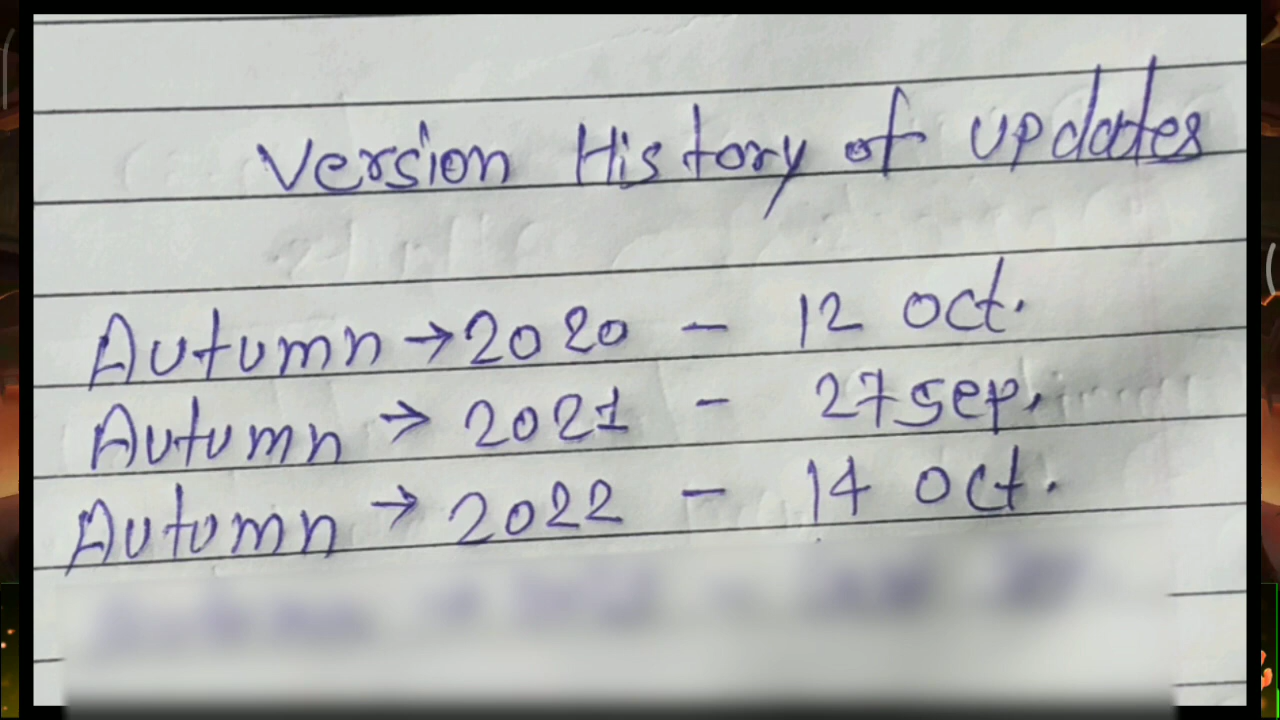 Version History of updates
Autumn → 2020 - 12 oct.
Autumn → 2021 - 27 sep.
Autumn → 2022 - 14 oct.